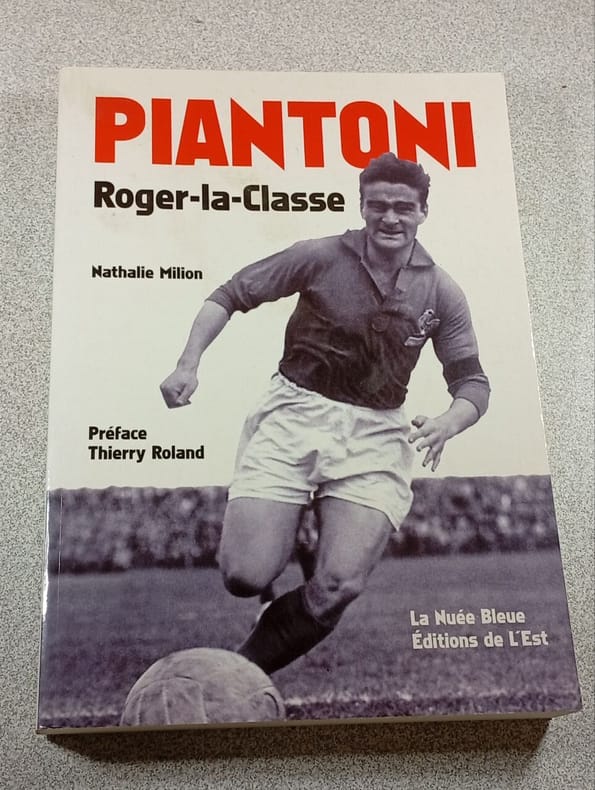 PIANTONI
Roger-la-Classe
Nathalie Milion
Préface
Thierry Roland
La Nuée Bleue
Éditions de L'Est